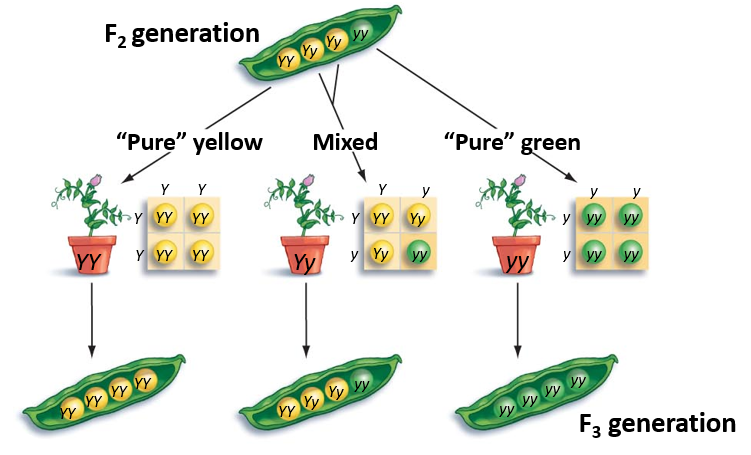 F₂ generation
YY Yy Yy yy
“Pure” yellow
Mixed
“Pure” green
Y Y
Y YY YY
Y YY YY
YY
Y y
Y YY Yy
y Yy yy
Yy
y y
y yy yy
y yy yy
yy
YY YY YY YY
YY Yy Yy yy
yy yy yy yy
F₃ generation